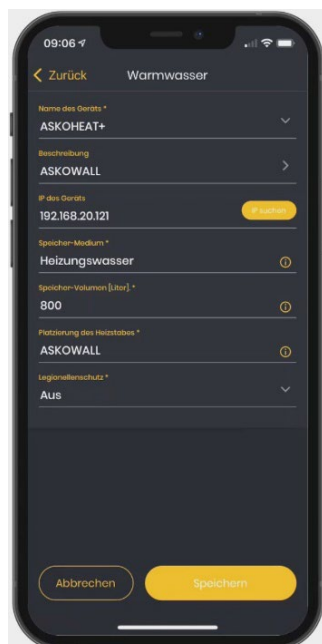 09:06
Zurück Warmwasser
Name des Geräts *
ASKOHEAT+
Beschreibung
ASKOWALL
IP des Geräts
192.168.20.121 IP suchen
Speicher-Medium *
Heizungswasser
Speicher-Volumen [Liter]. *
800
Platzierung des Heizstabes *
ASKOWALL
Legionellenschutz *
Aus
Abbrechen Speichern